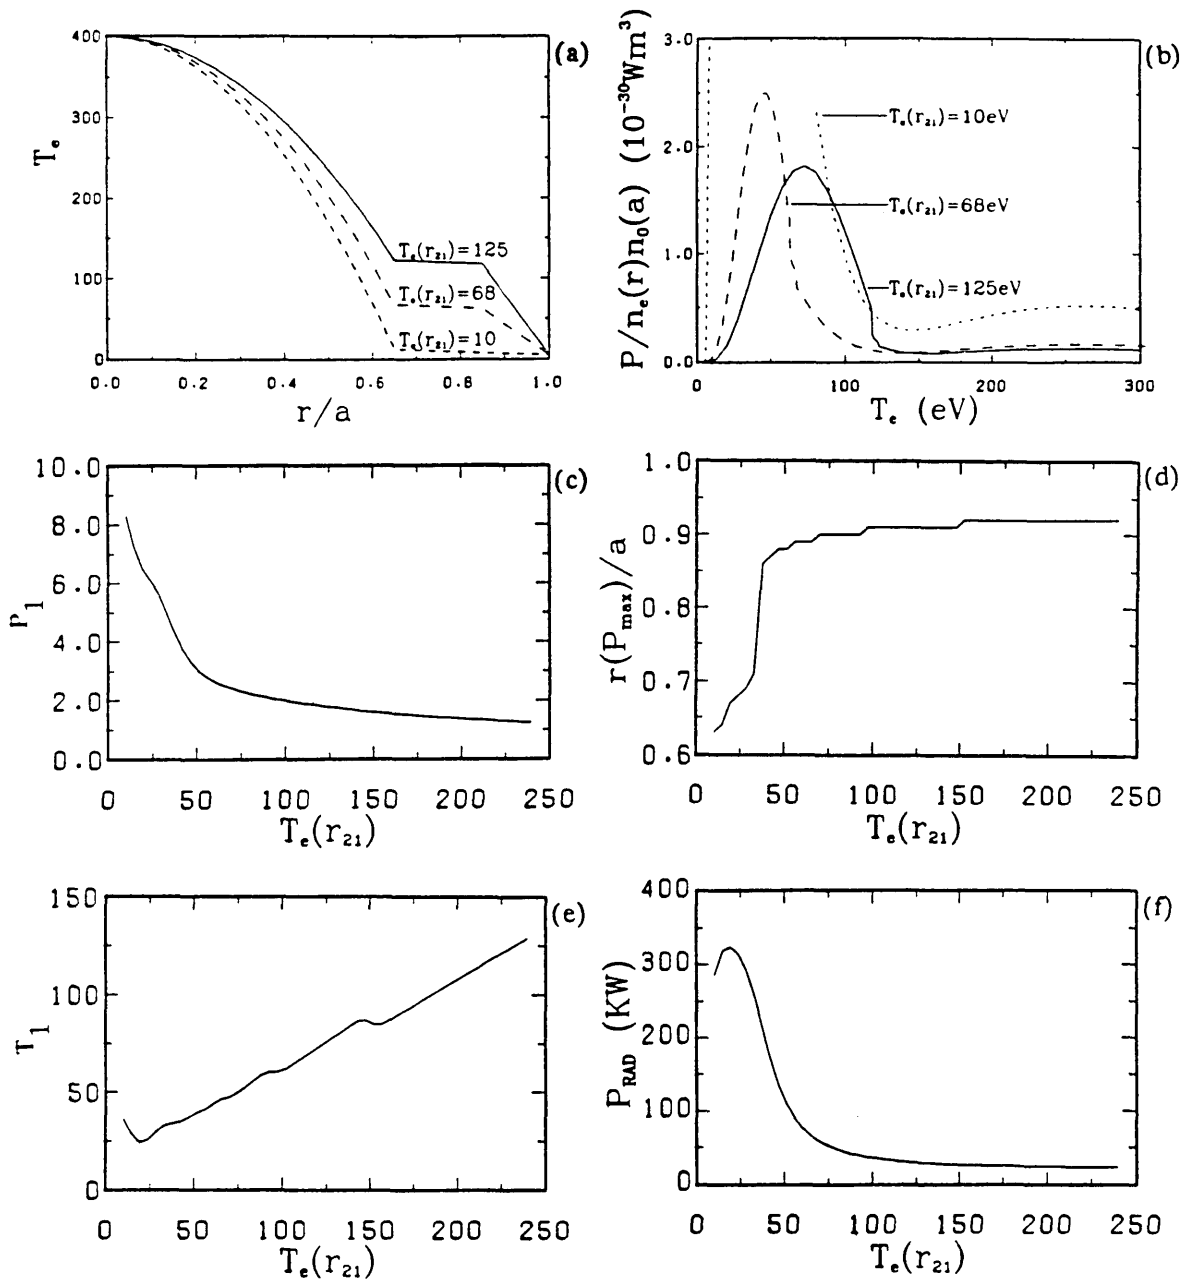 (a)
T_e
400
300
200
100
0
T_e(r_21)=125
T_e(r_21)=68
T_e(r_21)=10
0.0 0.2 0.4 0.6 0.8 1.0
r/a
(b)
P/n_e(r)n_0(a) (10^-30Wm^3)
3.0
2.0
1.0
0.0
T_e(r_21)=10eV
T_e(r_21)=68eV
T_e(r_21)=125eV
0 100 200 300
T_e (eV)
(c)
P_1
10.0
8.0
6.0
4.0
2.0
0.0
0 50 100 150 200 250
T_e(r_21)
(d)
r(P_max)/a
1.0
0.9
0.8
0.7
0.6
0 50 100 150 200 250
T_e(r_21)
(e)
T_1
150
100
50
0
0 50 100 150 200 250
T_e(r_21)
(f)
P_RAD (KW)
400
300
200
100
0
0 50 100 150 200 250
T_e(r_21)